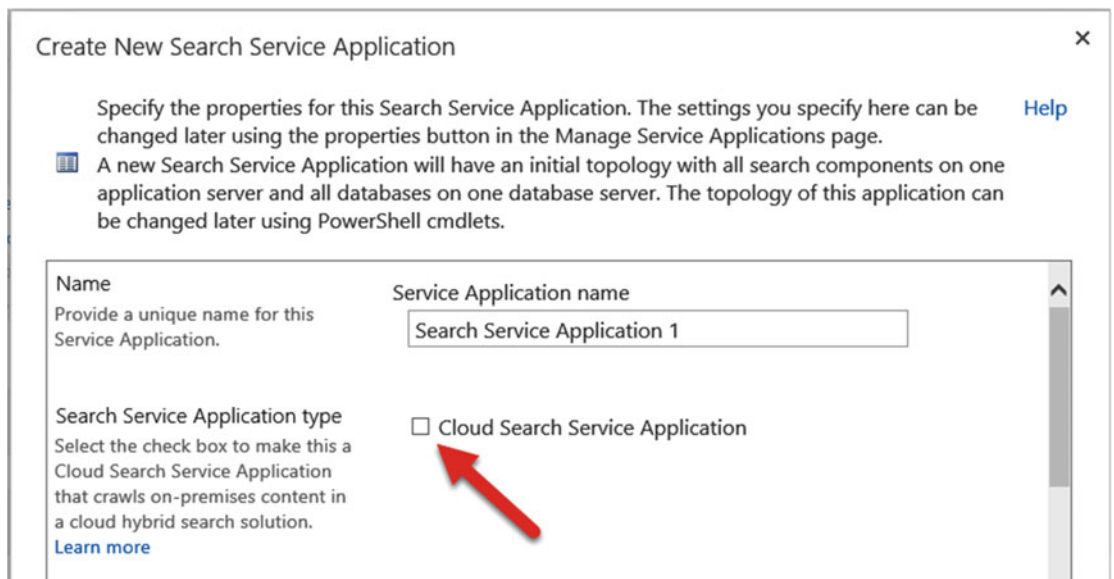 Create New Search Service Application
Specify the properties for this Search Service Application. The settings you specify here can be
changed later using the properties button in the Manage Service Applications page.
A new Search Service Application will have an initial topology with all search components on one
application server and all databases on one database server. The topology of this application can
be changed later using PowerShell cmdlets.
Help
Name
Provide a unique name for this
Service Application.
Service Application name
Search Service Application 1
Search Service Application type
Select the check box to make this a
Cloud Search Service Application
that crawls on-premises content in
a cloud hybrid search solution.
Learn more
Cloud Search Service Application